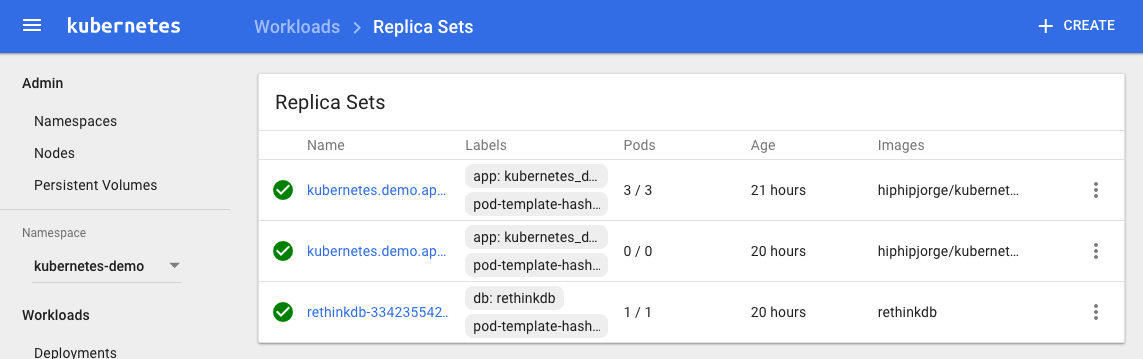 kubernetes
Workloads > Replica Sets
+ CREATE
Admin
Namespaces
Nodes
Persistent Volumes
Namespace
kubernetes-demo
Workloads
Deployments
Replica Sets
Name Labels Pods Age Images
kubernetes.demo.ap... app: kubernetes_d... 3 / 3 21 hours hiphipjorge/kubernet...
pod-template-hash...
kubernetes.demo.ap... app: kubernetes_d... 0 / 0 20 hours hiphipjorge/kubernet...
pod-template-hash...
rethinkdb-334235542.. db: rethinkdb 1 / 1 20 hours rethinkdb
pod-template-hash...